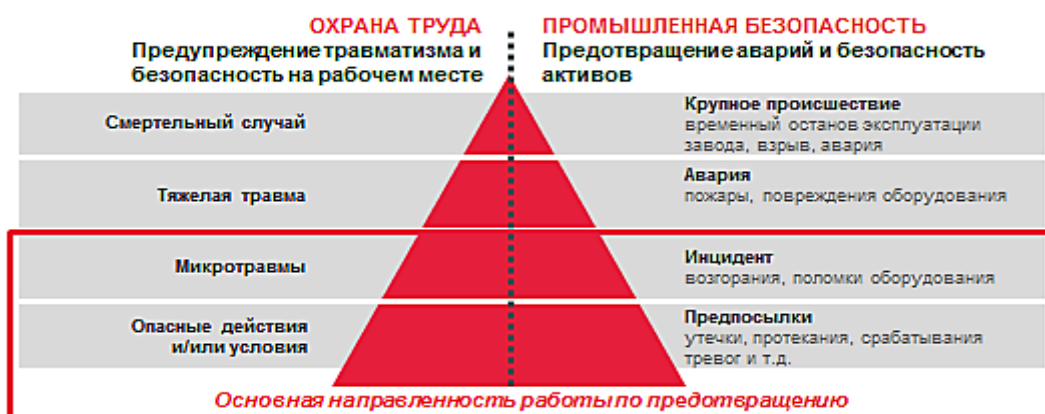 ОХРАНА ТРУДА
Предупреждение травматизма и
безопасность на рабочем месте
ПРОМЫШЛЕННАЯ БЕЗОПАСНОСТЬ
Предотвращение аварий и безопасность
активов
Смертельный случай
Крупное происшествие
временный останов эксплуатации
завода, взрыв, авария
Тяжелая травма
Авария
пожары, повреждения оборудования
Микротравмы
Инцидент
возгорания, поломки оборудования
Опасные действия
и/или условия
Предпосылки
утечки, протекания, срабатывания
тревог и т.д.
Основная направленность работы по предотвращению